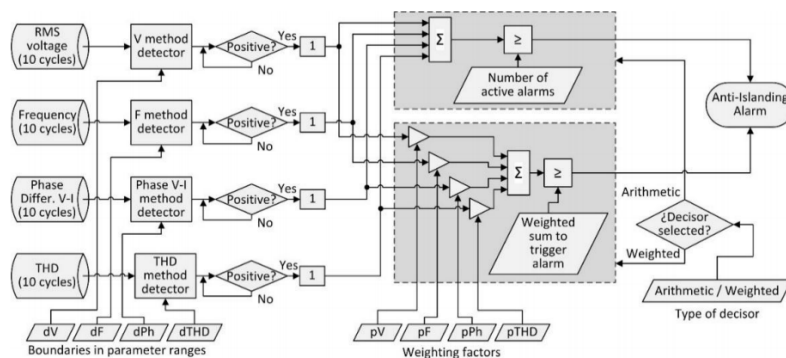 RMS
voltage
(10 cycles)
V method
detector
Positive?
Yes
1
No
Σ
≥
Number of
active alarms
Anti-Islanding
Alarm
Frequency
(10 cycles)
F method
detector
Positive?
Yes
1
No
Phase
Differ. V-I
(10 cycles)
Phase V-I
method
detector
Positive?
Yes
1
No
Σ
≥
Weighted
sum to
trigger
alarm
Arithmetic
¿Decisor
selected?
Weighted
THD
(10 cycles)
THD
method
detector
Positive?
Yes
1
No
Arithmetic / Weighted
Type of decisor
dV
dF
dPh
dTHD
Boundaries in parameter ranges
pV
pF
pPh
pTHD
Weighting factors